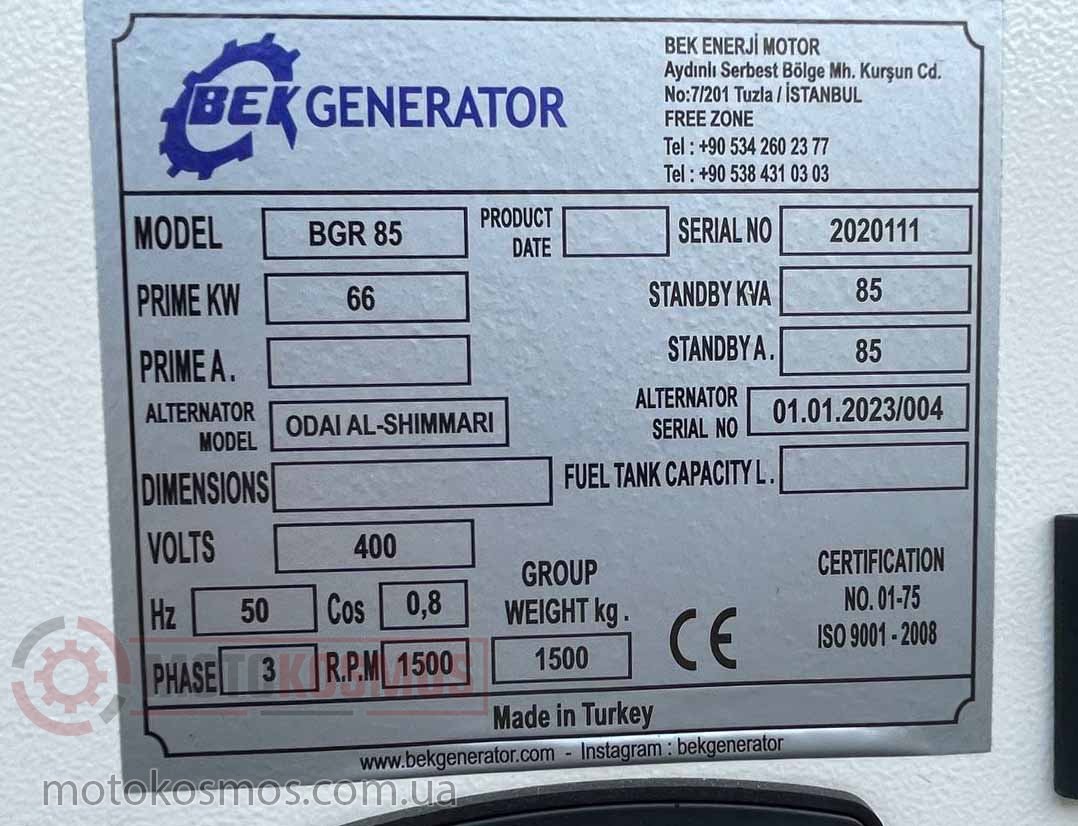 BEK GENERATOR
BEK ENERJİ MOTOR
Aydınlı Serbest Bölge Mh. Kurşun Cd.
No:7/201 Tuzla / İSTANBUL
FREE ZONE
Tel : +90 534 260 23 77
Tel : +90 538 431 03 03
MODEL BGR 85 PRODUCT DATE SERIAL NO 2020111
PRIME KW 66 STANDBY KVA 85
PRIME A. STANDBY A. 85
ALTERNATOR MODEL ODAI AL-SHIMMARI ALTERNATOR SERIAL NO 01.01.2023/004
DIMENSIONS FUEL TANK CAPACITY L.
VOLTS 400
Hz 50 Cos 0,8
GROUP WEIGHT kg. 1500
PHASE 3 R.P.M 1500
CE
CERTIFICATION
NO. 01-75
ISO 9001 - 2008
MOTOKOSMOS
Made in Turkey
www.bekgenerator.com - Instagram : bekgenerator
motokosmos.com.ua